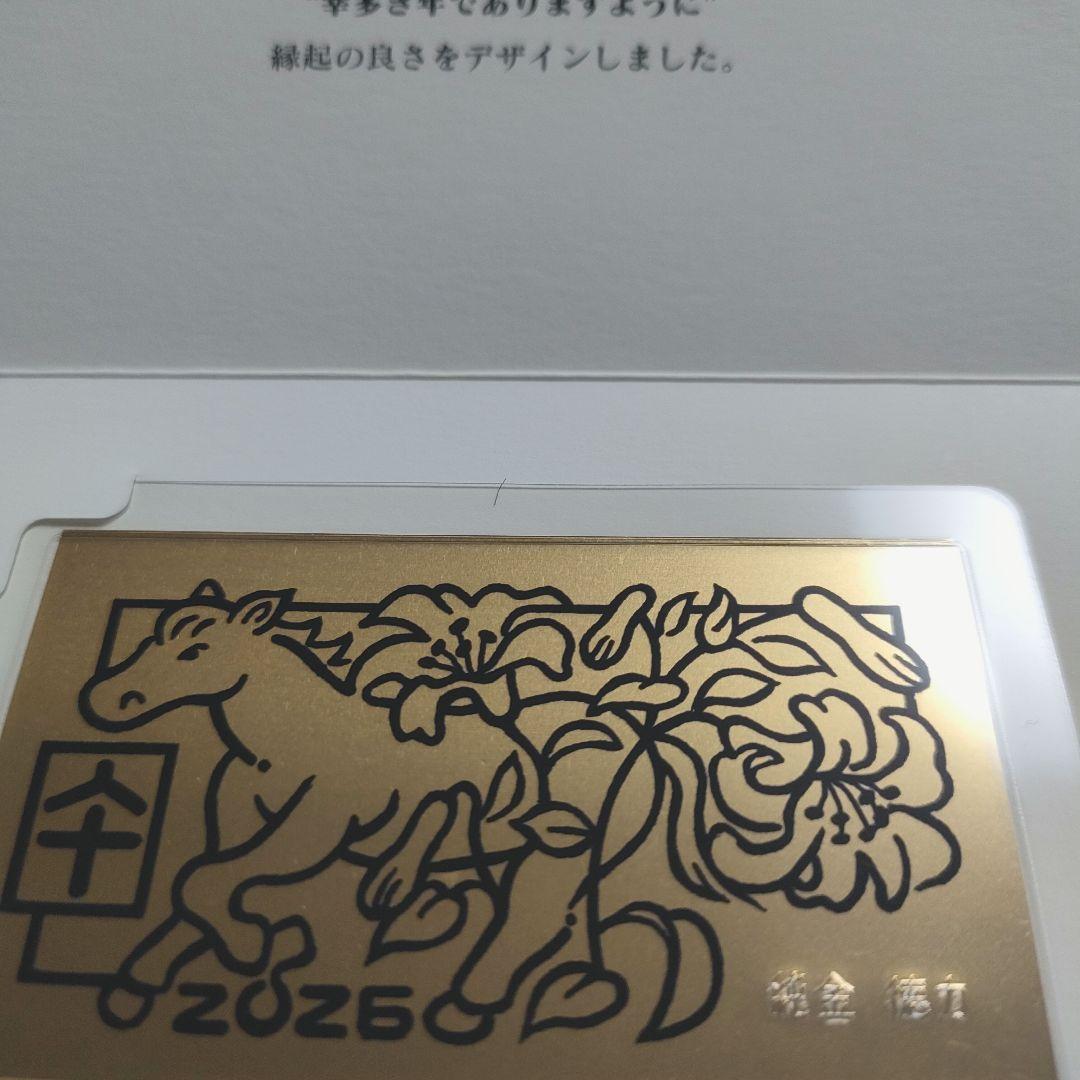 "幸多き年でありますように"
縁起の良さをデザインしました。
午
2026
純金 徳力